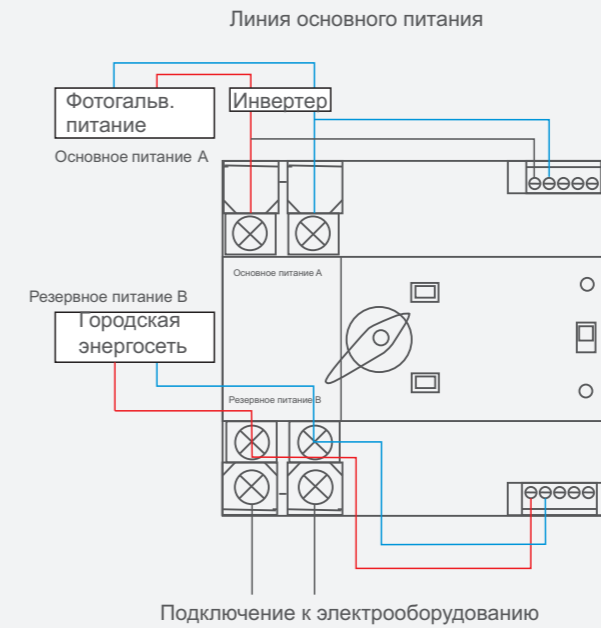 Линия основного питания
Фотогальв.
питание
Инвертер
Основное питание A
Основное питание A
Резервное питание B
Городская
энергосеть
Резервное питание B
Подключение к электрооборудованию